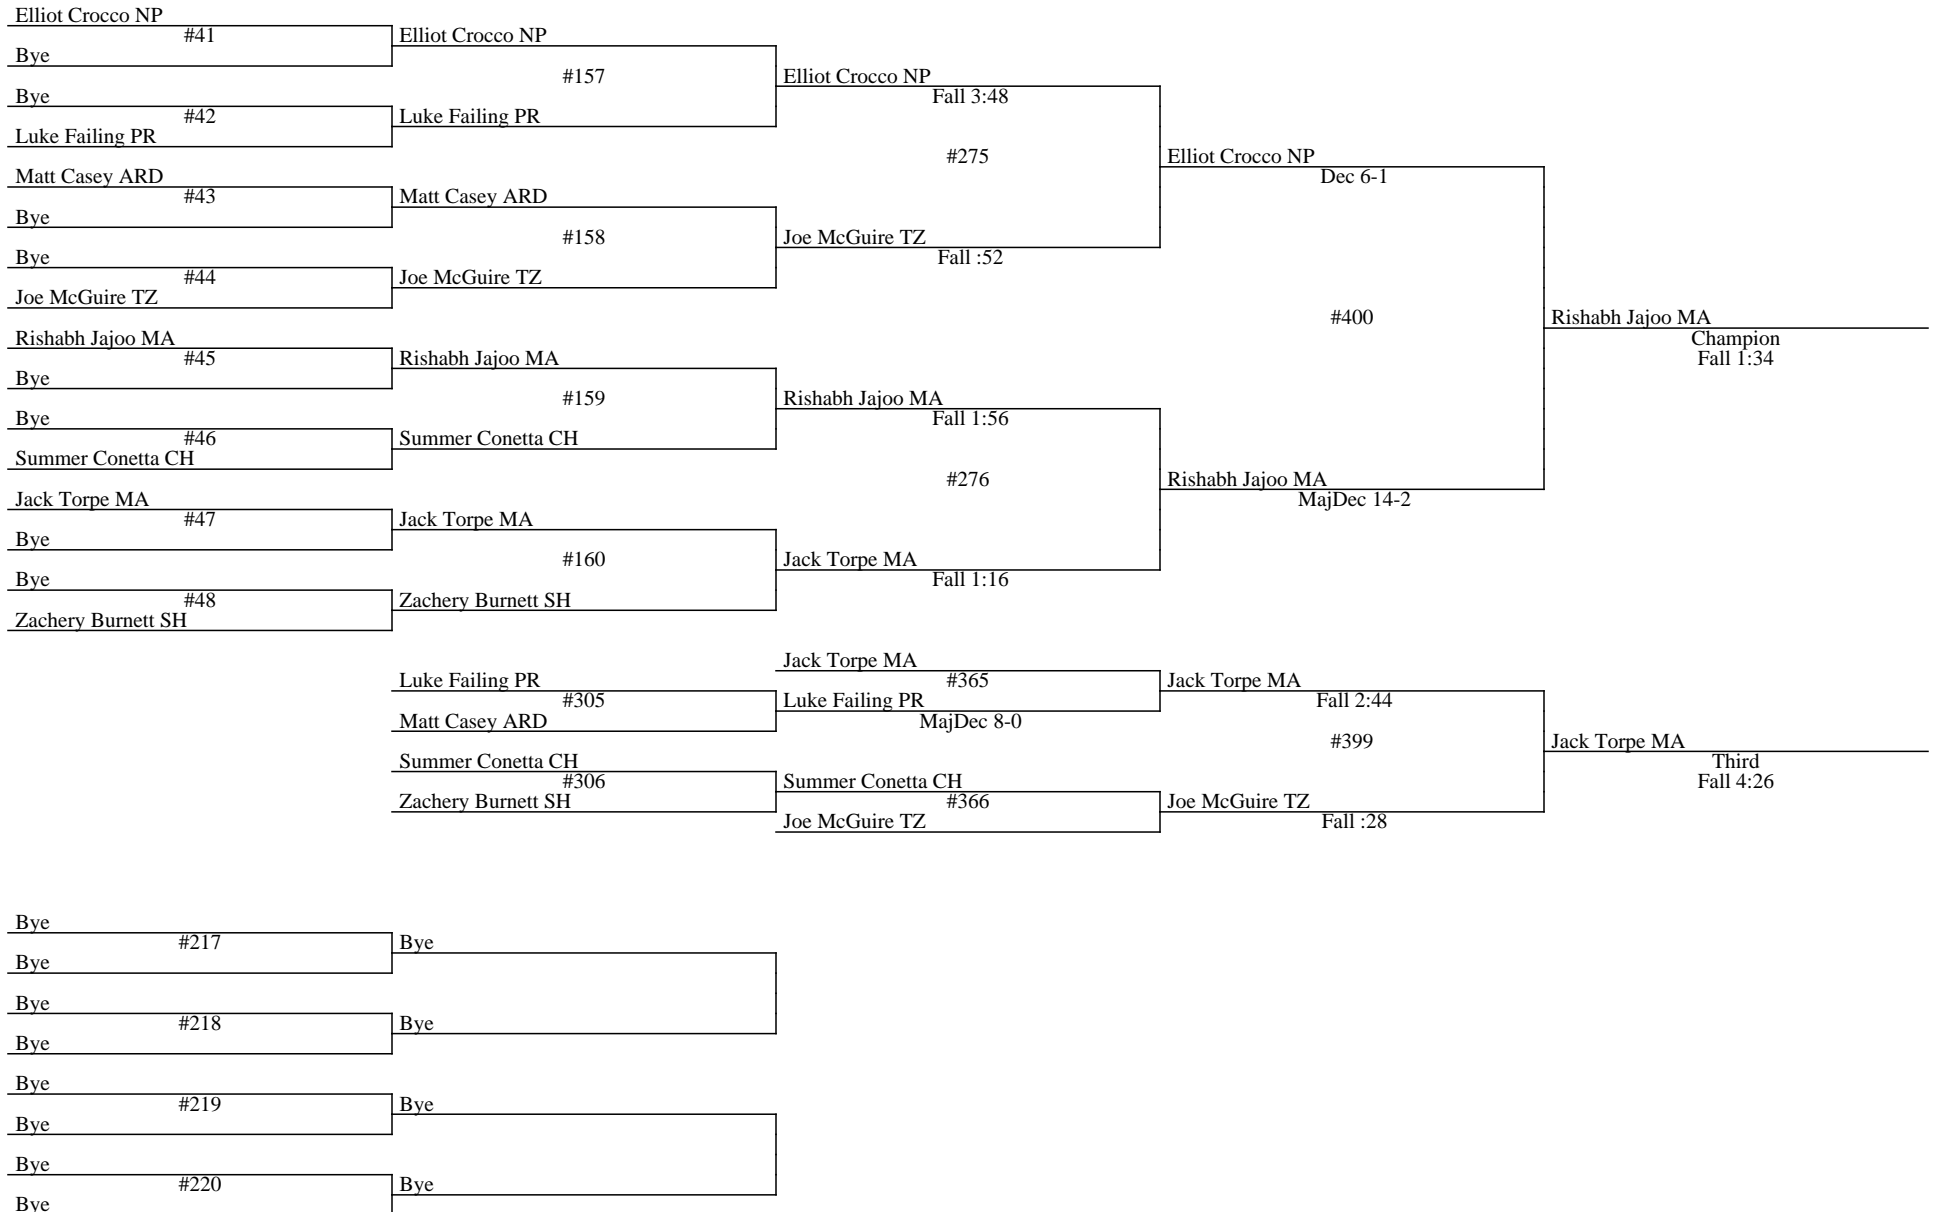 Elliot Crocco NP
#41
Bye
Elliot Crocco NP
#157
Bye
#42
Luke Failing PR
Luke Failing PR
Elliot Crocco NP
Fall 3:48
#275
Matt Casey ARD
#43
Bye
Matt Casey ARD
#158
Bye
#44
Joe McGuire TZ
Joe McGuire TZ
Joe McGuire TZ
Fall :52
Elliot Crocco NP
Dec 6-1
#400
Rishabh Jajoo MA
#45
Bye
Rishabh Jajoo MA
#159
Bye
#46
Summer Conetta CH
Summer Conetta CH
Rishabh Jajoo MA
Fall 1:56
#276
Jack Torpe MA
#47
Bye
Jack Torpe MA
#160
Bye
#48
Zachery Burnett SH
Zachery Burnett SH
Jack Torpe MA
Fall 1:16
Rishabh Jajoo MA
MajDec 14-2
Rishabh Jajoo MA
Champion
Fall 1:34
Jack Torpe MA
#365
Luke Failing PR
#305
Matt Casey ARD
Luke Failing PR
MajDec 8-0
Jack Torpe MA
Fall 2:44
#399
Summer Conetta CH
#306
Zachery Burnett SH
Summer Conetta CH
#366
Joe McGuire TZ
Joe McGuire TZ
Fall :28
Jack Torpe MA
Third
Fall 4:26
Bye
#217
Bye
Bye
Bye
#218
Bye
Bye
Bye
#219
Bye
Bye
Bye
#220
Bye
Bye